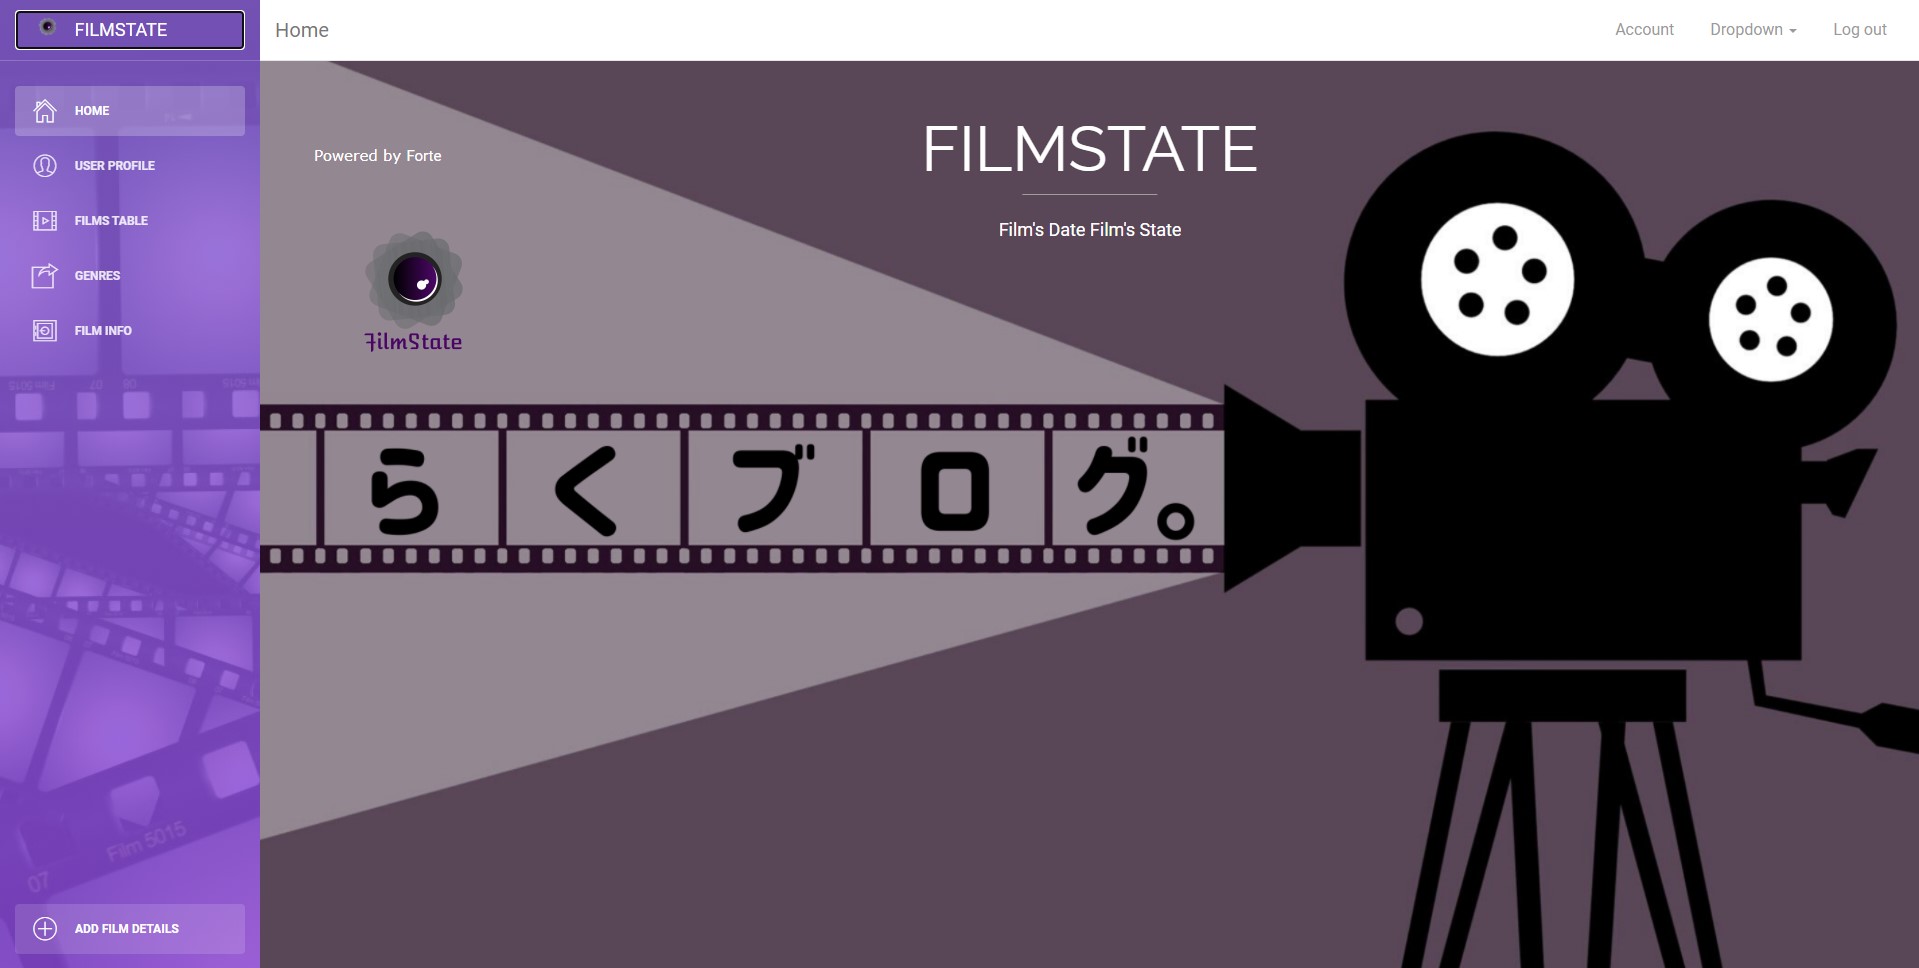 FILMSTATE
Home
Account
Dropdown
Log out
HOME
USER PROFILE
FILMS TABLE
GENRES
FILM INFO
Film 5015
07
ADD FILM DETAILS
Powered by Forte
FilmState
FILMSTATE
Film's Date Film's State
らくブログ。